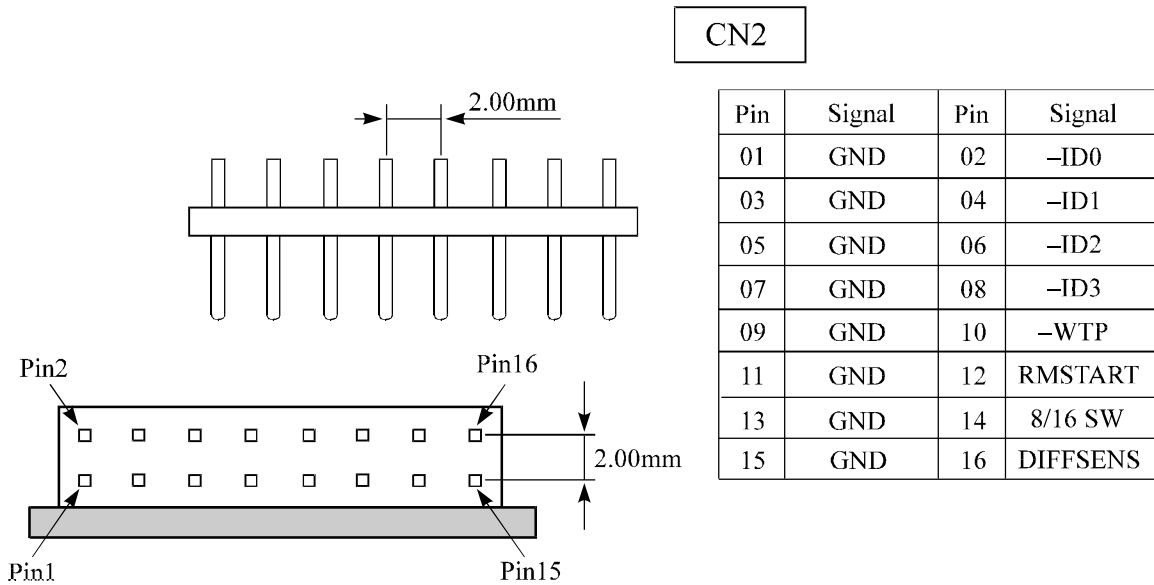 CN2
2.00mm
Pin Signal Pin Signal
01 GND 02 –ID0
03 GND 04 –ID1
05 GND 06 –ID2
07 GND 08 –ID3
09 GND 10 –WTP
11 GND 12 RMSTART
13 GND 14 8/16 SW
15 GND 16 DIFFSENS
Pin2 Pin16
2.00mm
Pin1 Pin15